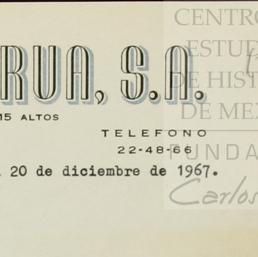 CENTRO
ESTUD
DE HIST
DE MEX
FUNDA
Carlos
RUA, S.A.
15 ALTOS
TELEFONO
22-48-66
20 de diciembre de 1967.